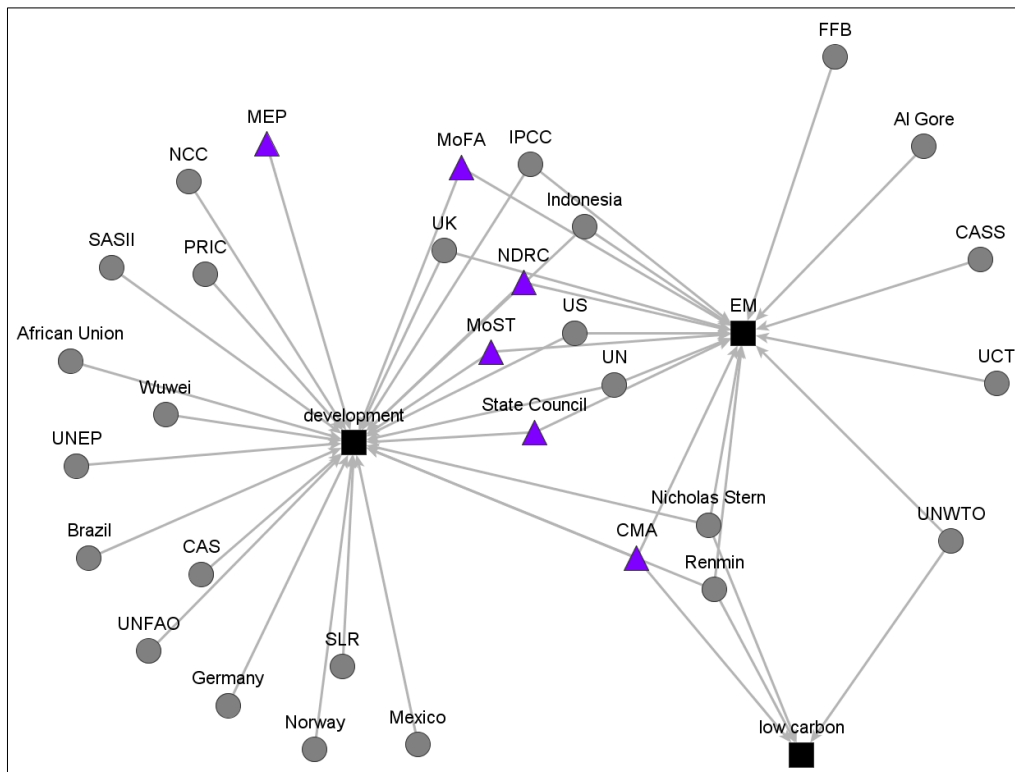 FFB
MEP
Al Gore
MoFA
IPCC
NCC
Indonesia
UK
CASS
SASII
PRIC
NDRC
EM
US
African Union
MoST
UN
UCT
Wuwei
development
State Council
UNEP
Nicholas Stern
UNWTO
Brazil
CAS
CMA
Renmin
UNFAO
SLR
Germany
Norway
Mexico
low carbon